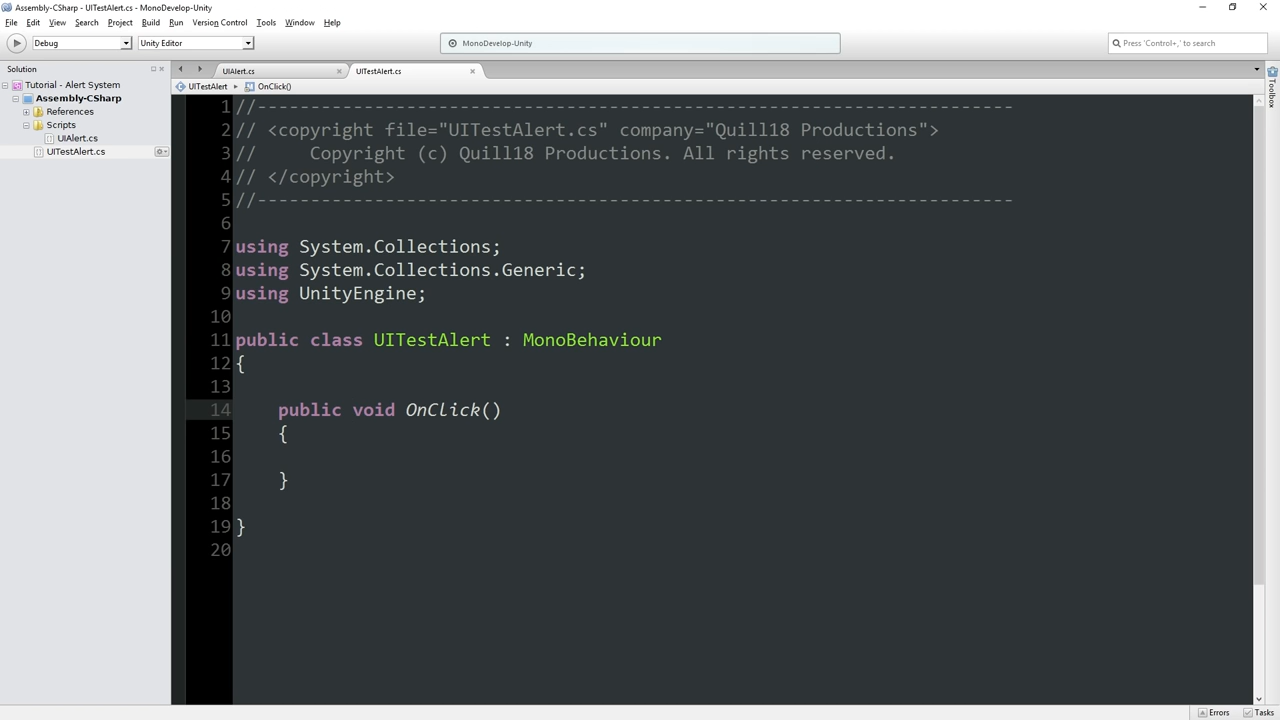 Assembly-CSharp - UITestAlert.cs - MonoDevelop-Unity
File Edit View Search Project Build Run Version Control Tools Window Help
Debug Unity Editor MonoDevelop-Unity Press 'Control+,' to search
Solution
UIAlert.cs
UITestAlert.cs
Tutorial - Alert System
Assembly-CSharp
References
Scripts
UIAlert.cs
UITestAlert.cs
UITestAlert OnClick()
1 //-----------------------------------------------------------------------
2 // <copyright file="UITestAlert.cs" company="Quill18 Productions">
3 //     Copyright (c) Quill18 Productions. All rights reserved.
4 // </copyright>
5 //-----------------------------------------------------------------------
6
7 using System.Collections;
8 using System.Collections.Generic;
9 using UnityEngine;
10
11 public class UITestAlert : MonoBehaviour
12 {
13
14     public void OnClick()
15     {
16
17     }
18
19 }
20
Toolbox
Errors Tasks